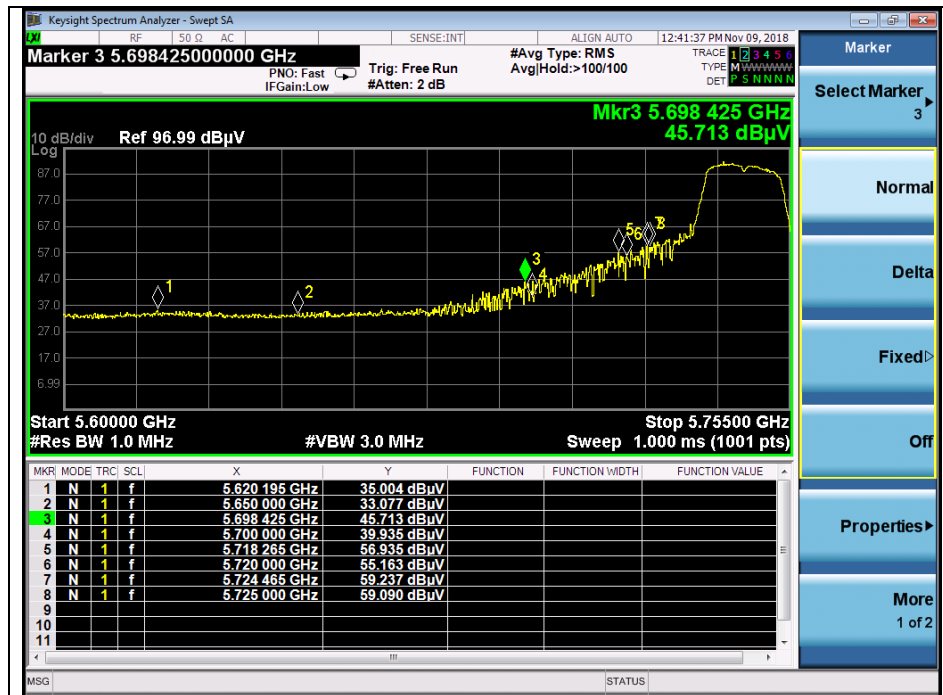 Keysight Spectrum Analyzer - Swept SA
LXI RF 50 Ω AC SENSE:INT ALIGN AUTO 12:41:37 PM Nov 09, 2018
Marker 3 5.698425000000 GHz
PNO: Fast
IFGain:Low
Trig: Free Run
#Atten: 2 dB
#Avg Type: RMS
Avg|Hold:>100/100
TRACE 1 2 3 4 5 6
TYPE M W W W W W
DET P S N N N N
Mkr3 5.698 425 GHz
45.713 dBµV
10 dB/div Ref 96.99 dBµV
Log
87.0
77.0
67.0
57.0
47.0
37.0
27.0
17.0
6.99
1
2
3
4
5
6
7
8
Start 5.60000 GHz Stop 5.75500 GHz
#Res BW 1.0 MHz #VBW 3.0 MHz Sweep 1.000 ms (1001 pts)
MKR MODE TRC SCL X Y FUNCTION FUNCTION WIDTH FUNCTION VALUE
1 N 1 f 5.620 195 GHz 35.004 dBµV
2 N 1 f 5.650 000 GHz 33.077 dBµV
3 N 1 f 5.698 425 GHz 45.713 dBµV
4 N 1 f 5.700 000 GHz 39.935 dBµV
5 N 1 f 5.718 265 GHz 56.935 dBµV
6 N 1 f 5.720 000 GHz 55.163 dBµV
7 N 1 f 5.724 465 GHz 59.237 dBµV
8 N 1 f 5.725 000 GHz 59.090 dBµV
9
10
11
MSG STATUS
Marker
Select Marker
3
Normal
Delta
Fixed
Off
Properties
More
1 of 2